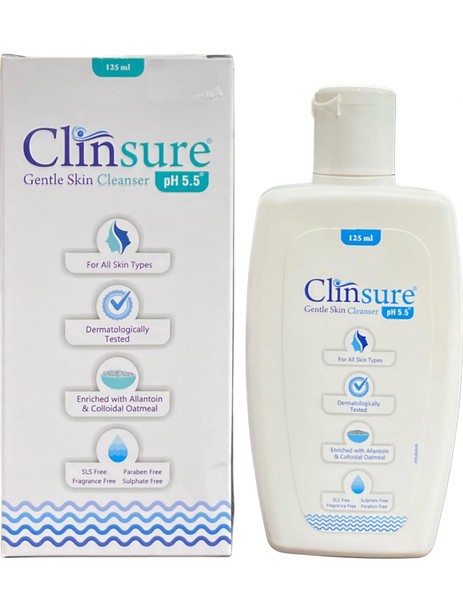 125 ml
Clinsure®
Gentle Skin Cleanser pH 5.5
For All Skin Types
Dermatologically
Tested
Enriched with Allantoin
& Colloidal Oatmeal
SLS Free Paraben Free
Fragrance Free Sulphate Free
125 ml
Clinsure®
Gentle Skin Cleanser pH 5.5
For All Skin Types
Dermatologically
Tested
Enriched with Allantoin
& Colloidal Oatmeal
SLS Free Sulphate Free
Fragrance Free Paraben Free